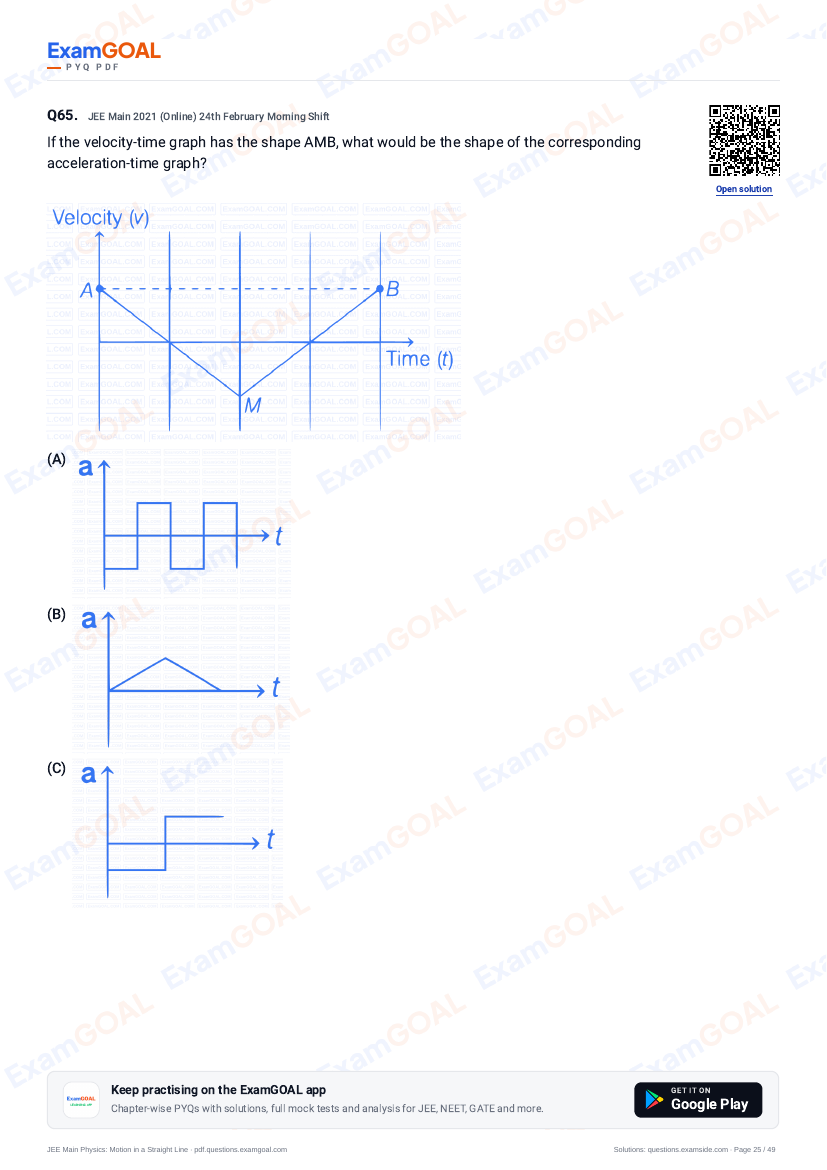 ExamGOAL
PYQ PDF
Q65. JEE Main 2021 (Online) 24th February Morning Shift
If the velocity-time graph has the shape AMB, what would be the shape of the corresponding
acceleration-time graph?
Open solution
Velocity (v)
A
B
Time (t)
M
(A)
a
t
(B)
a
t
(C)
a
t
ExamGOAL
Keep practising on the ExamGOAL app
Chapter-wise PYQs with solutions, full mock tests and analysis for JEE, NEET, GATE and more.
GET IT ON
Google Play
JEE Main Physics: Motion in a Straight Line · pdf.questions.examgoal.com
Solutions: questions.examside.com · Page 25 / 49